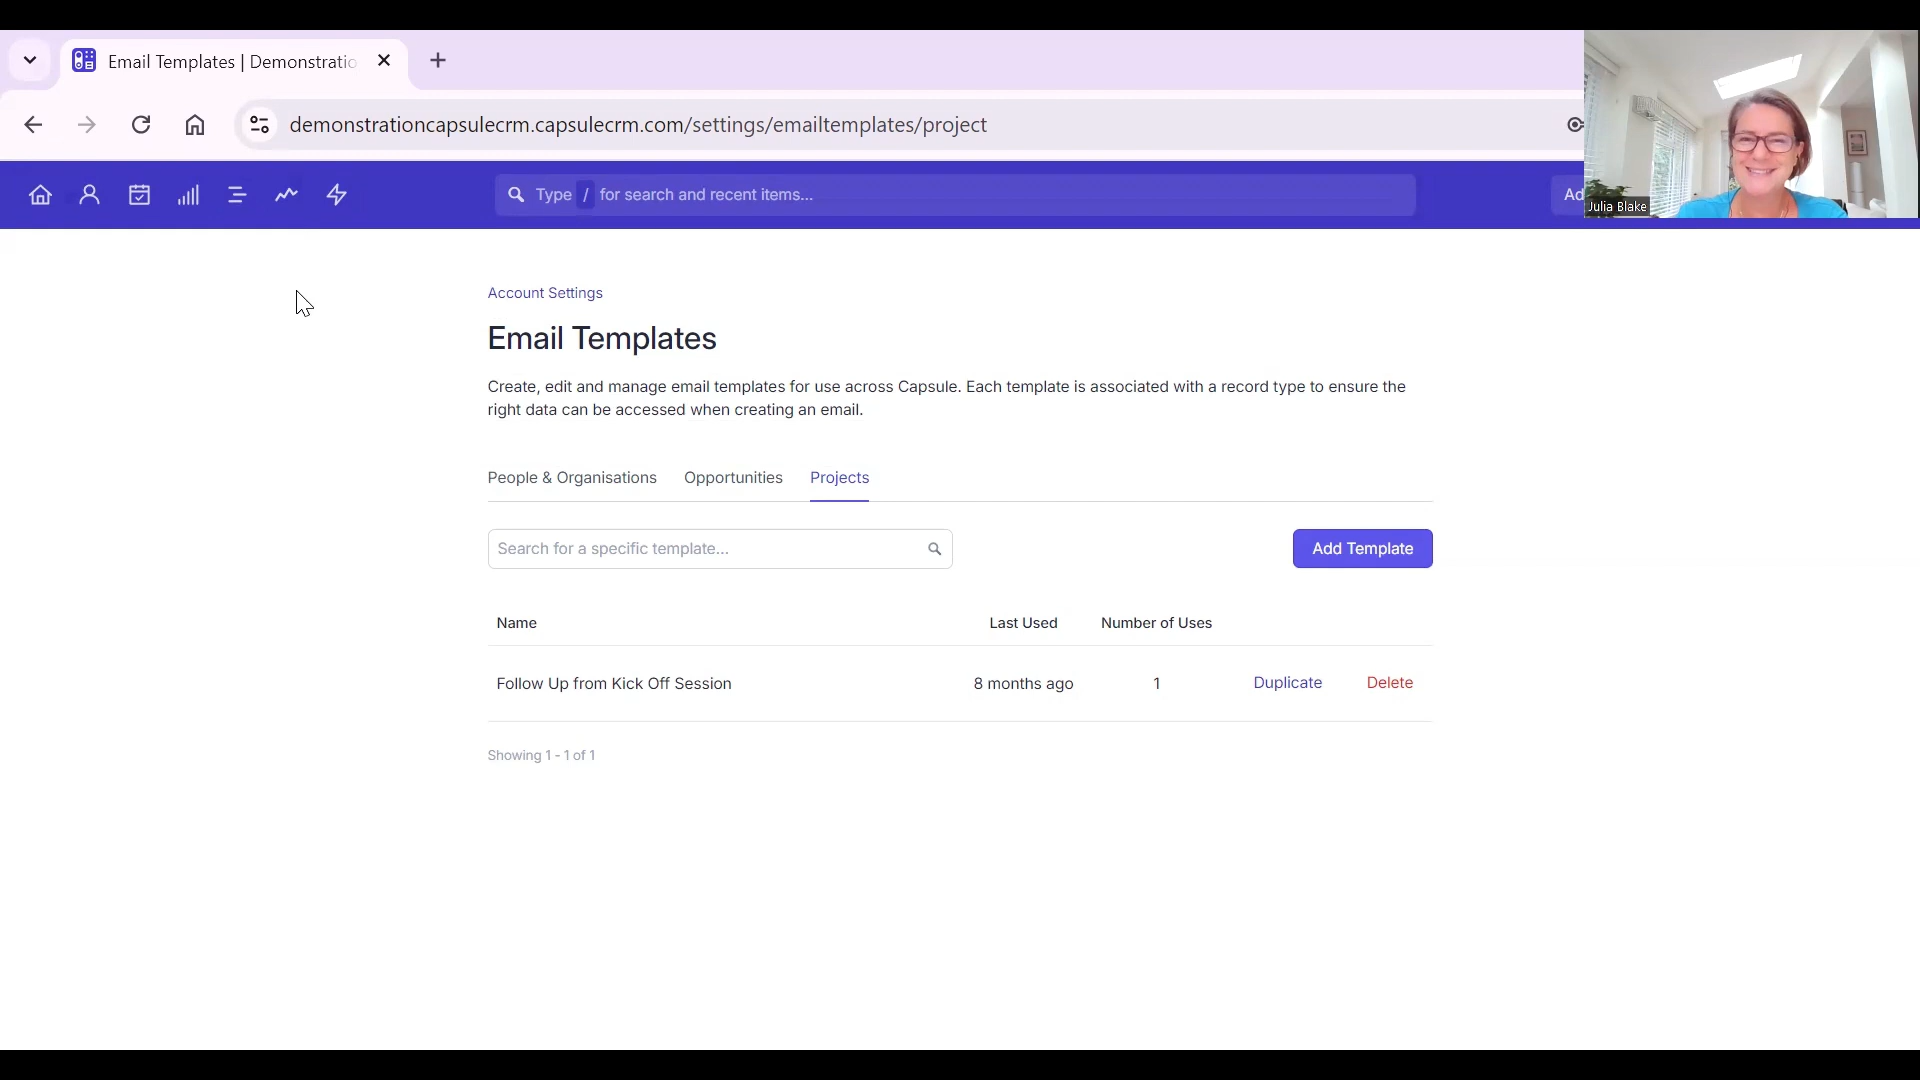 Email Templates | Demonstratio
demonstrationcapsulecrm.capsulecrm.com/settings/emailtemplates/project
Type / for search and recent items...
Ad
Julia Blake
Account Settings
Email Templates
Create, edit and manage email templates for use across Capsule. Each template is associated with a record type to ensure the
right data can be accessed when creating an email.
People & Organisations Opportunities Projects
Search for a specific template...
Add Template
Name Last Used Number of Uses
Follow Up from Kick Off Session 8 months ago 1 Duplicate Delete
Showing 1 - 1 of 1